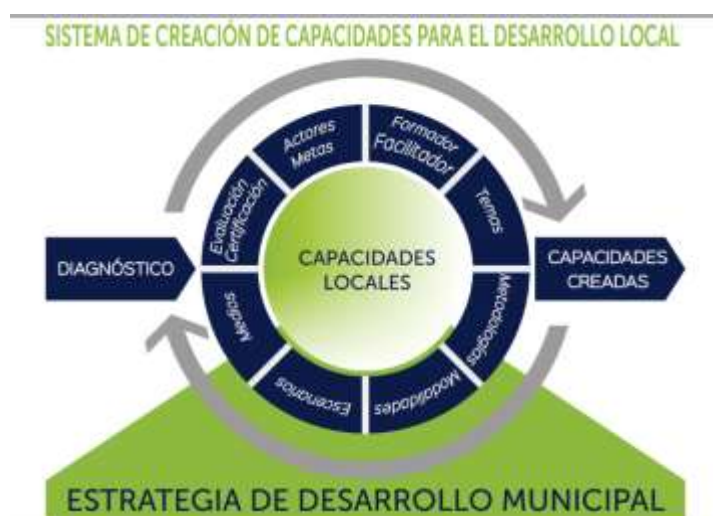 SISTEMA DE CREACIÓN DE CAPACIDADES PARA EL DESARROLLO LOCAL
Actores
Metas
Formador
Facilitador
Evaluación
Certificación
Temas
DIAGNÓSTICO
CAPACIDADES
LOCALES
CAPACIDADES
CREADAS
Medios
Metodologías
Escenarios
Modalidades
ESTRATEGIA DE DESARROLLO MUNICIPAL